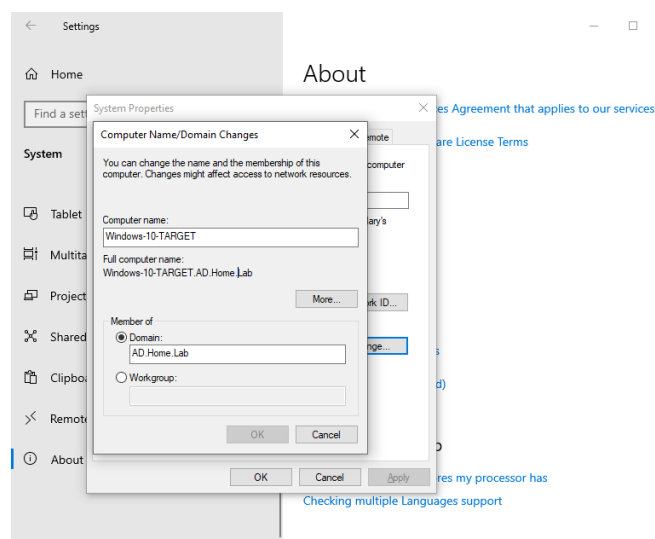 Settings
Home
Find a sett
System
Tablet
Multita
Project
Shared
Clipbo
Remote
About
About
es Agreement that applies to our services
are License Terms
System Properties
emote
computer
lary's
rk ID...
nge...
Computer Name/Domain Changes
You can change the name and the membership of this
computer. Changes might affect access to network resources.
Computer name:
Windows-10-TARGET
Full computer name:
Windows-10-TARGET.AD.Home.Lab
More...
Member of
Domain:
AD.Home.Lab
Workgroup:
OK Cancel
OK Cancel Apply
s
d)
res my processor has
Checking multiple Languages support